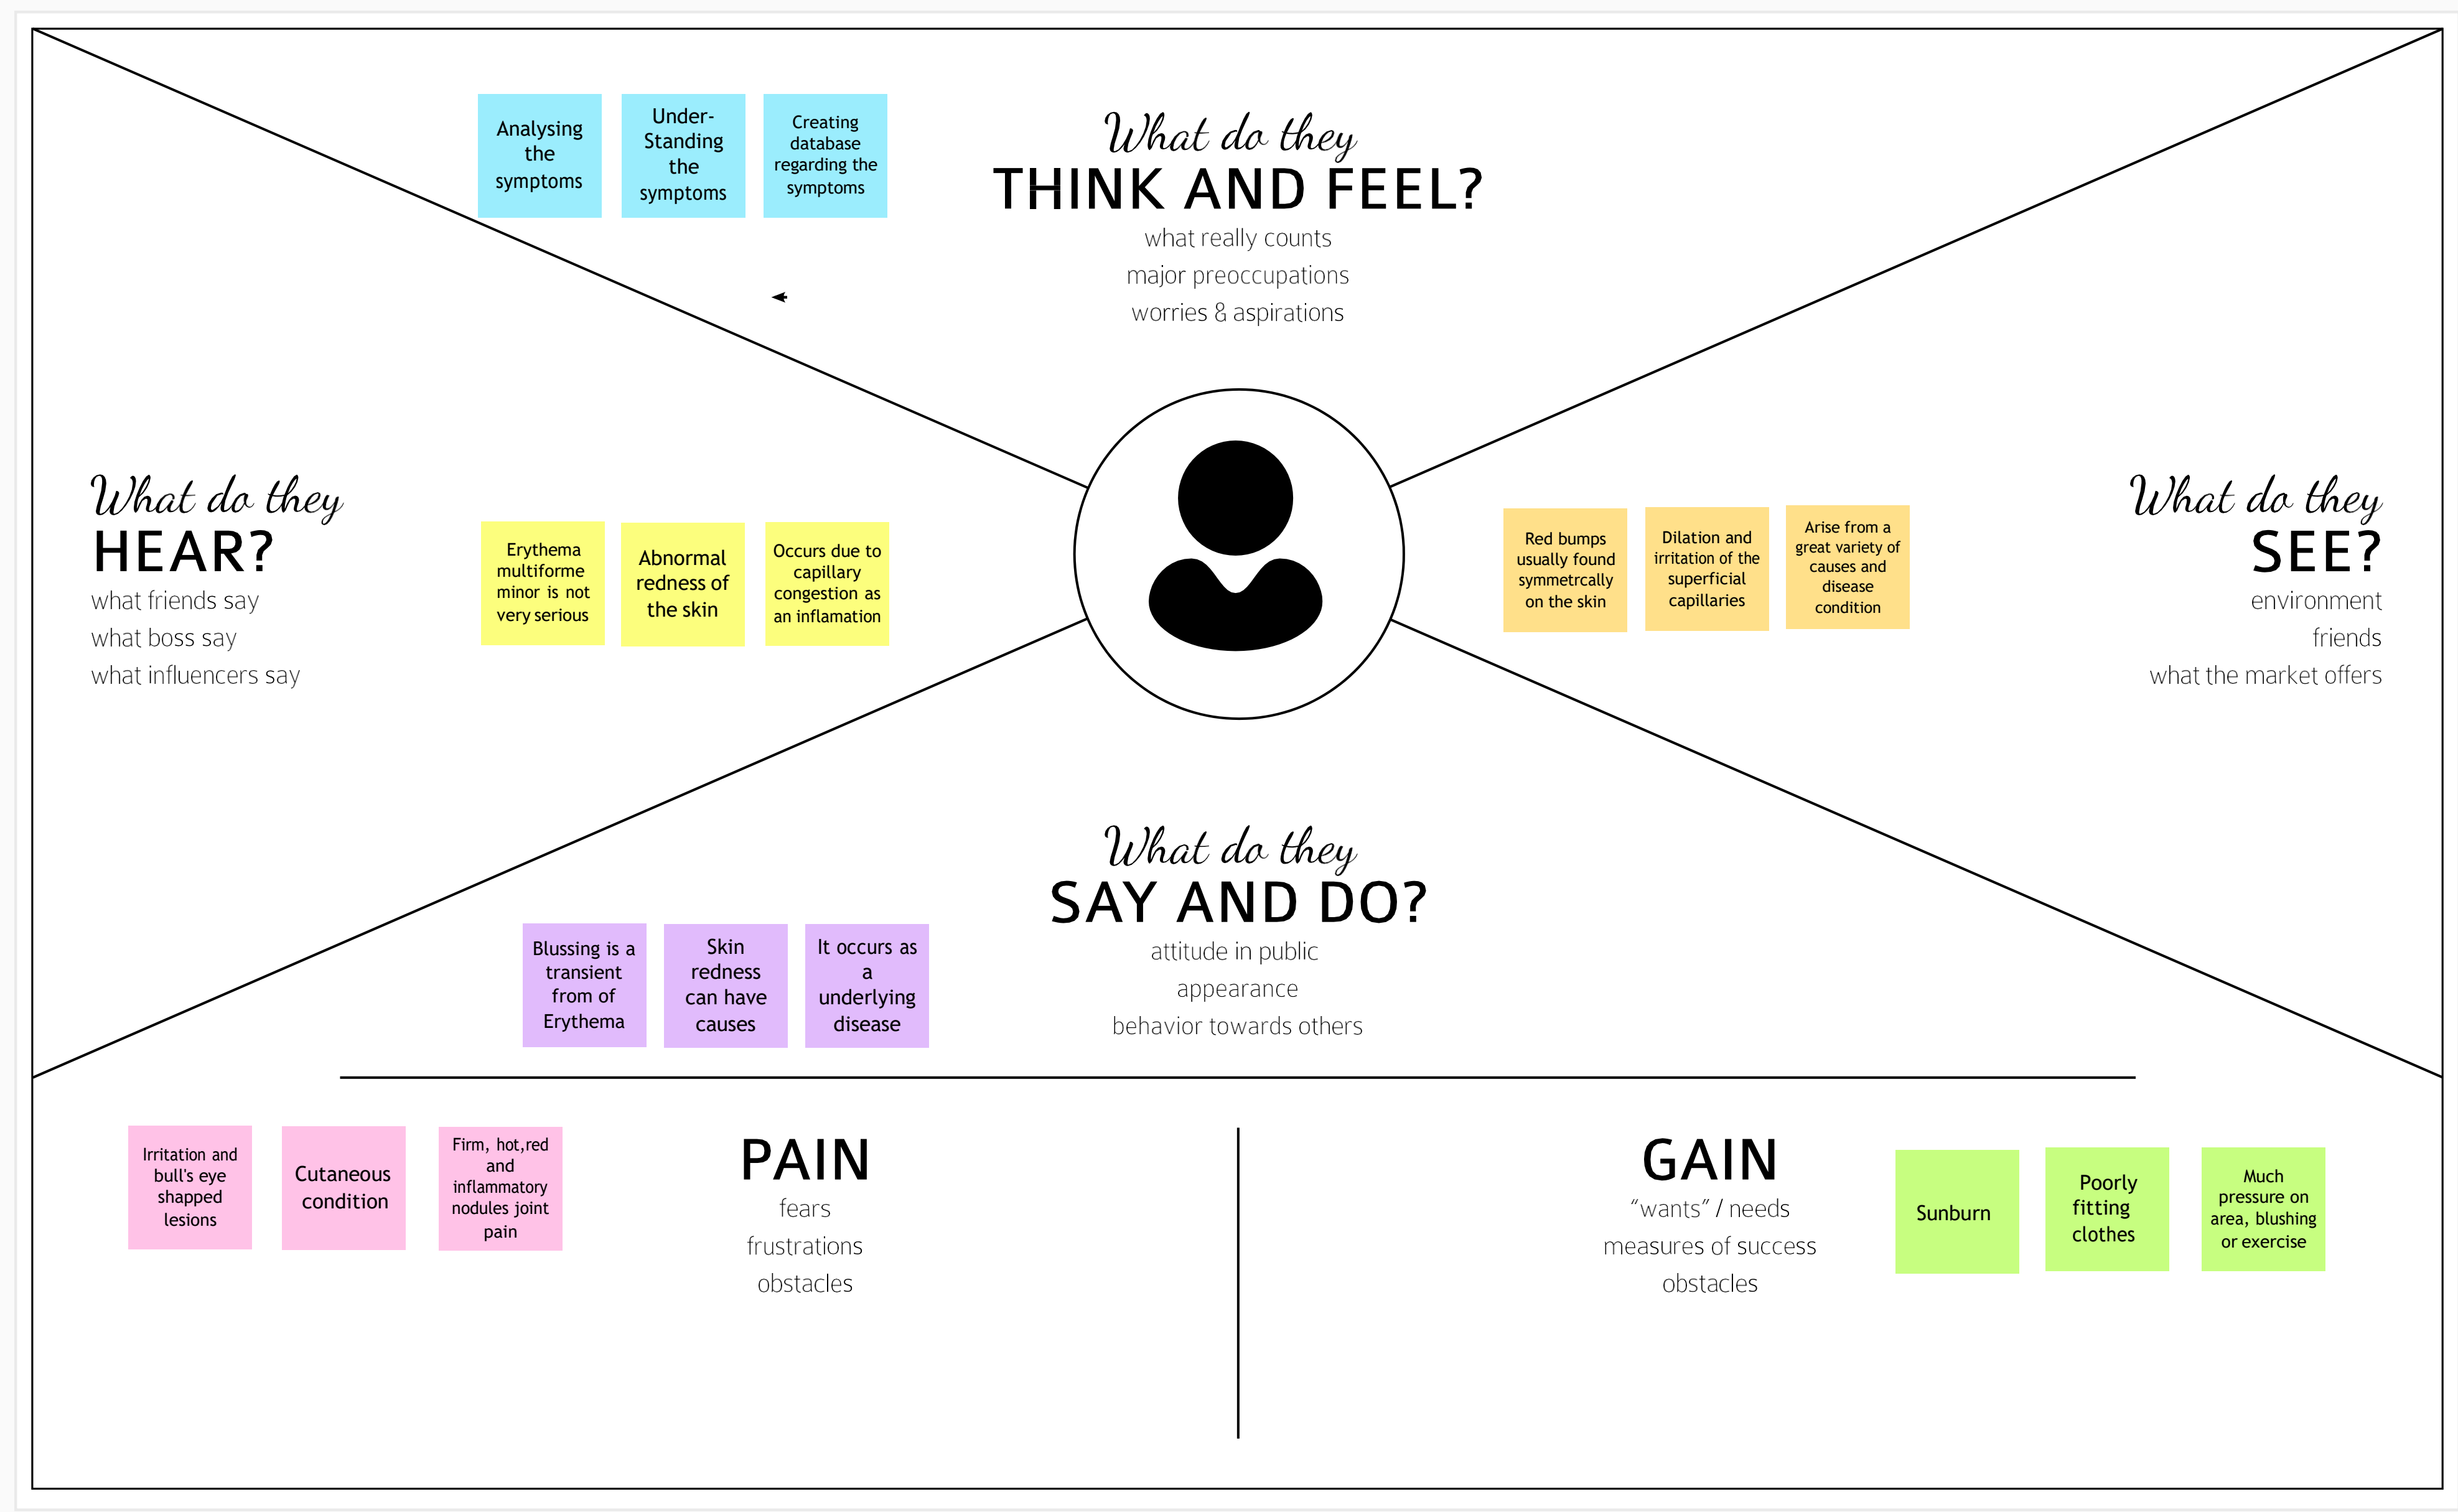 Analysing
the
symptoms
Under-
Standing
the
symptoms
Creating
database
regarding the
symptoms
What do they
THINK AND FEEL?
what really counts
major preoccupations
worries & aspirations
What do they
HEAR?
what friends say
what boss say
what influencers say
Erythema
multiforme
minor is not
very serious
Abnormal
redness of
the skin
Occurs due to
capillary
congestion as
an inflamation
Red bumps
usually found
symmetrcally
on the skin
Dilation and
irritation of the
superficial
capillaries
Arise from a
great variety of
causes and
disease
condition
What do they
SEE?
environment
friends
what the market offers
What do they
SAY AND DO?
attitude in public
appearance
behavior towards others
Blussing is a
transient
from of
Erythema
Skin
redness
can have
causes
It occurs as
a
underlying
disease
Irritation and
bull's eye
shapped
lesions
Cutaneous
condition
Firm, hot,red
and
inflammatory
nodules joint
pain
PAIN
fears
frustrations
obstacles
GAIN
“wants” / needs
measures of success
obstacles
Sunburn
Poorly
fitting
clothes
Much
pressure on
area, blushing
or exercise